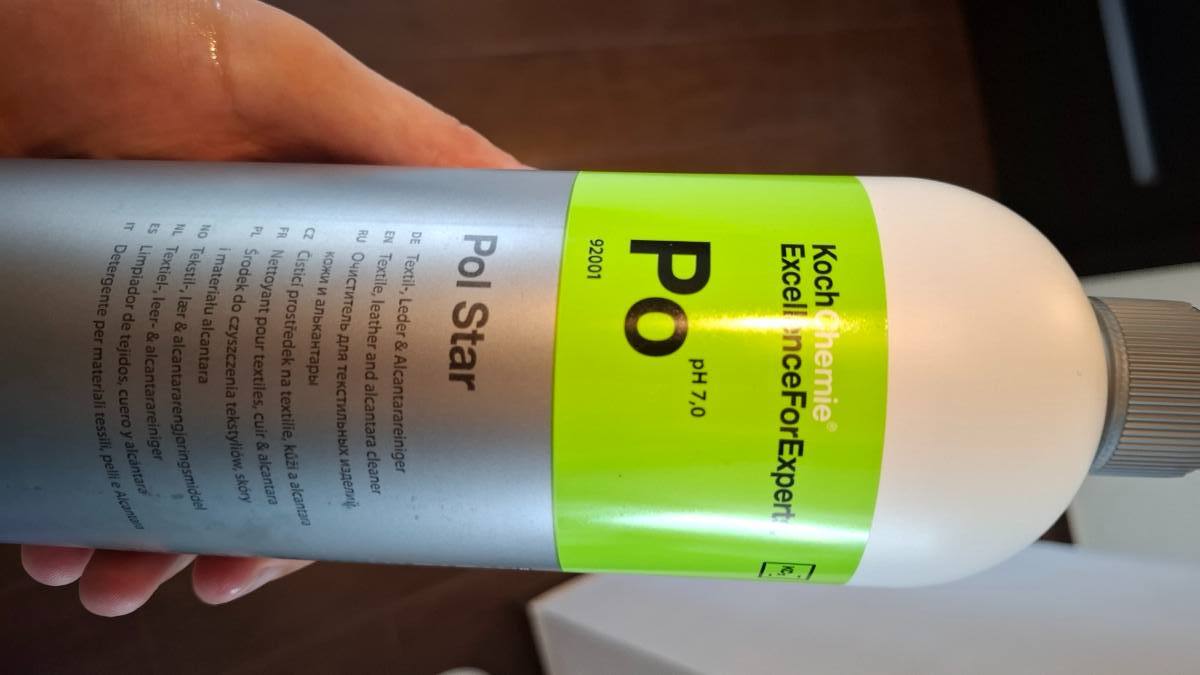 Koch Chemie®
ExcellenceForExperts
Po pH 7,0
92001
Pol Star
DE Textil-, Leder & Alcantarareiniger
EN Textile, leather and alcantara cleaner
RU Очиститель для текстильных изделий,
кожи и алькантары
CZ Čisticí prostředek na textilie, kůži a alcantara
FR Nettoyant pour textiles, cuir & alcantara
PL Środek do czyszczenia tekstyliów, skóry
i materiału alcantara
NO Tekstil-, lær & alcantararengjøringsmiddel
NL Textiel-, leer- & alcantarareiniger
ES Limpiador de tejidos, cuero y alcántara
IT Detergente per materiali tessili, pelli e Alcantara